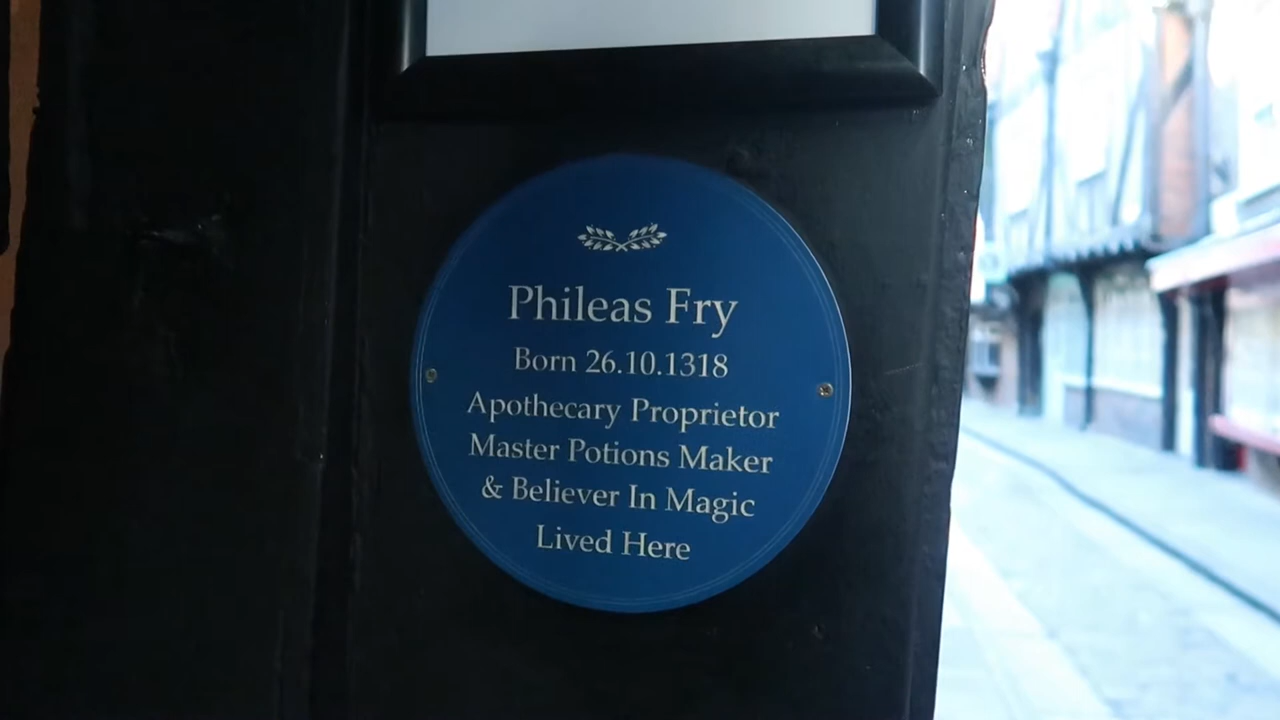 Phileas Fry
Born 26.10.1318
Apothecary Proprietor
Master Potions Maker
& Believer In Magic
Lived Here